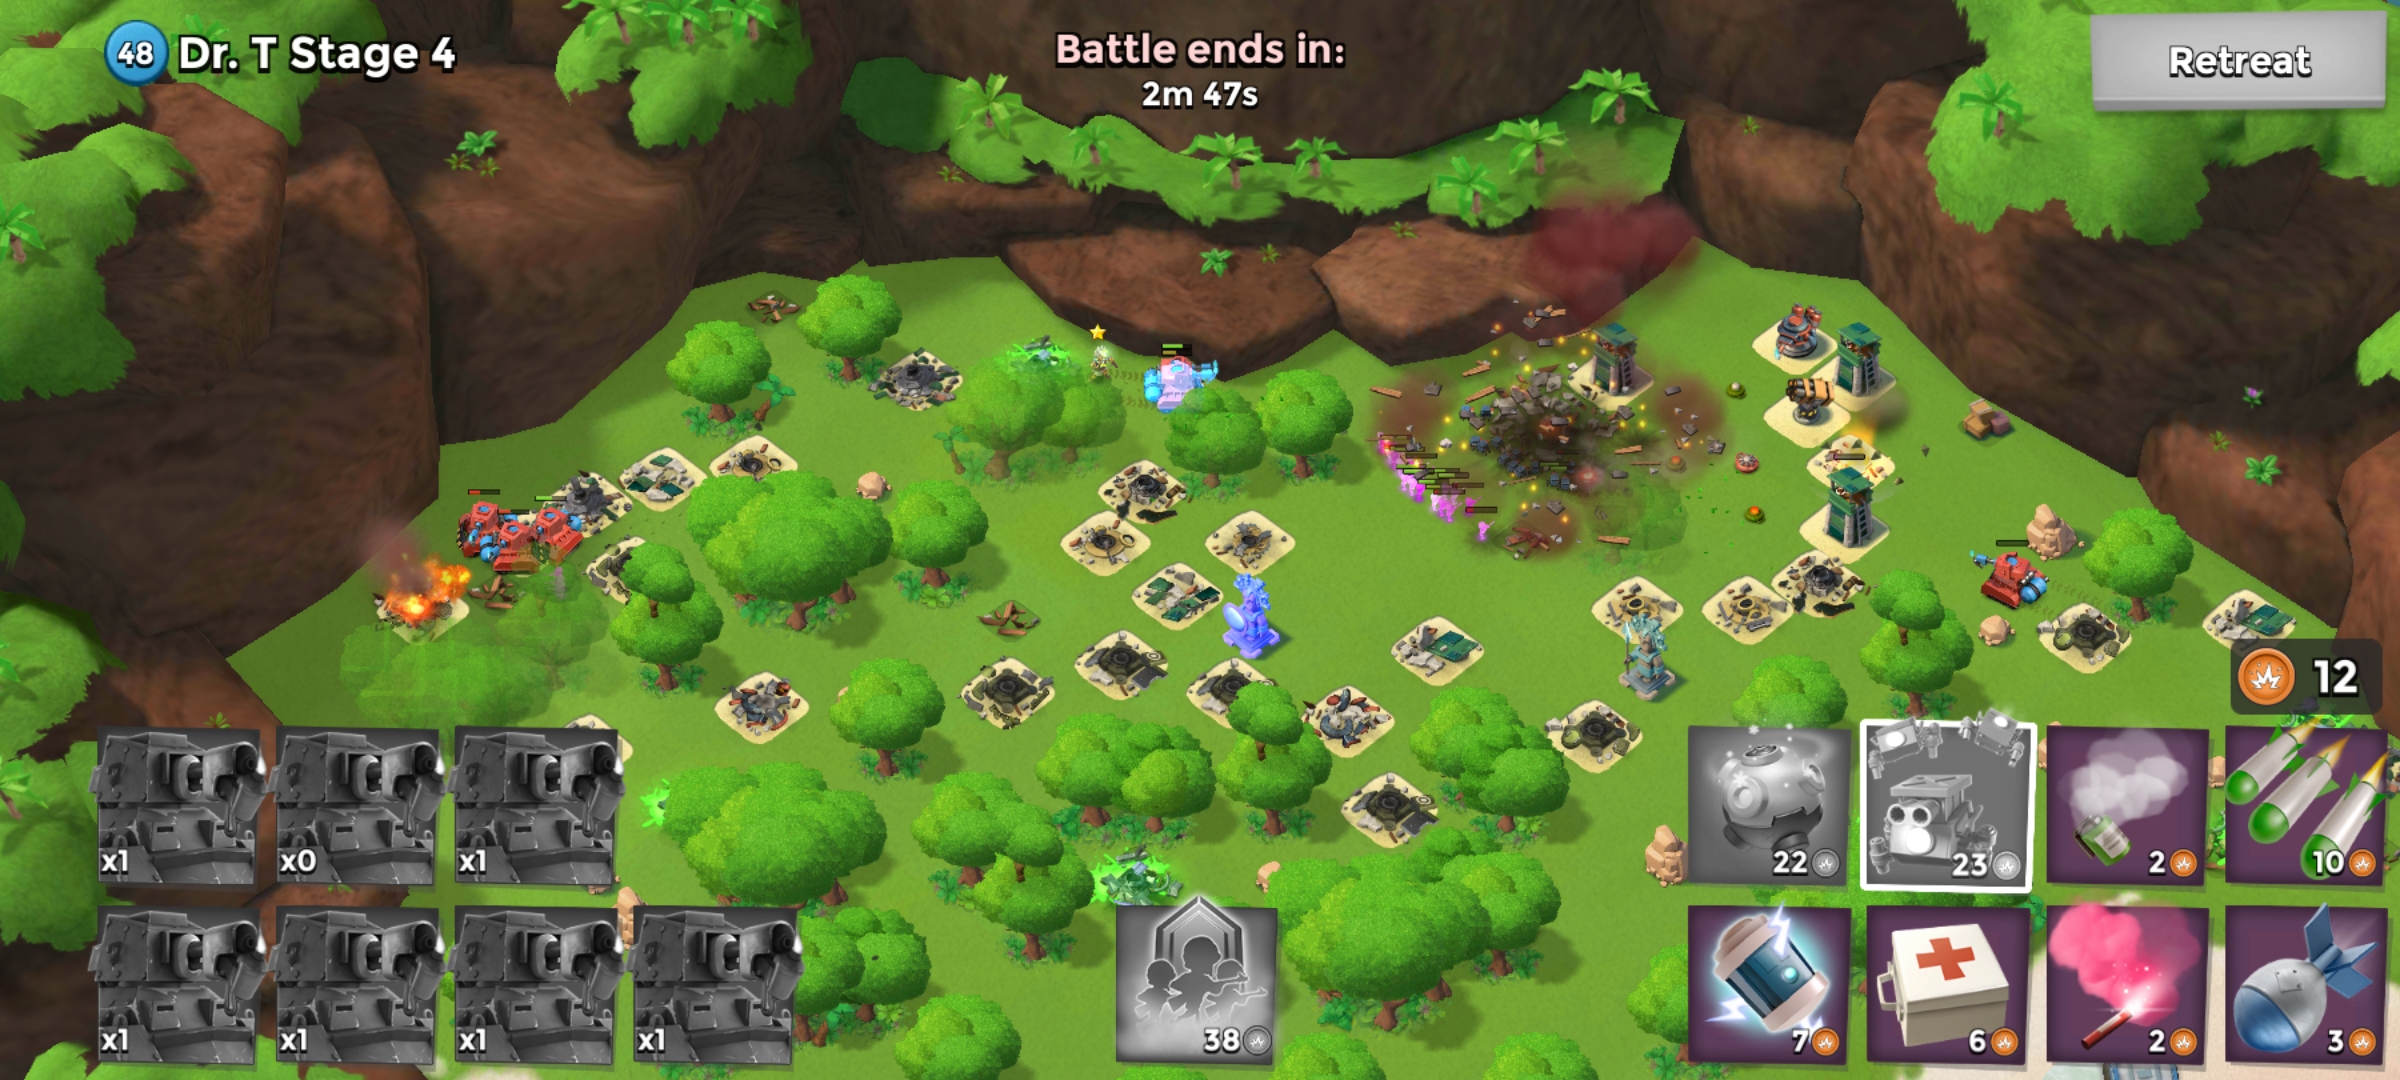 48 Dr. T Stage 4
Battle ends in:
2m 47s
Retreat
12
x1 x0 x1
22 23 2 10
x1 x1 x1 x1
38
7 6 2 3